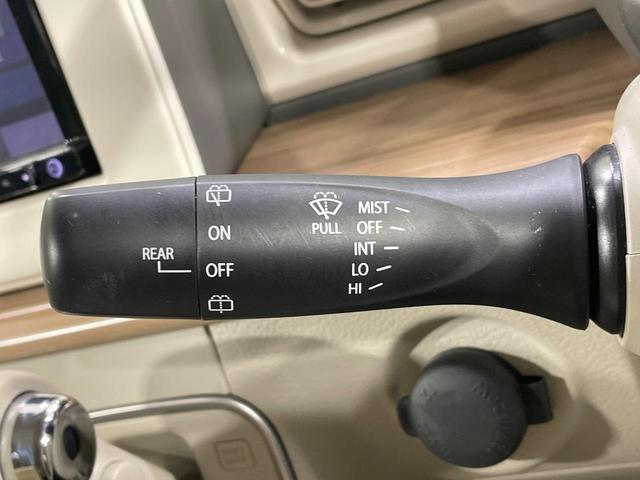 ON
REAR
OFF
PULL
MIST
OFF
INT
LO
HI